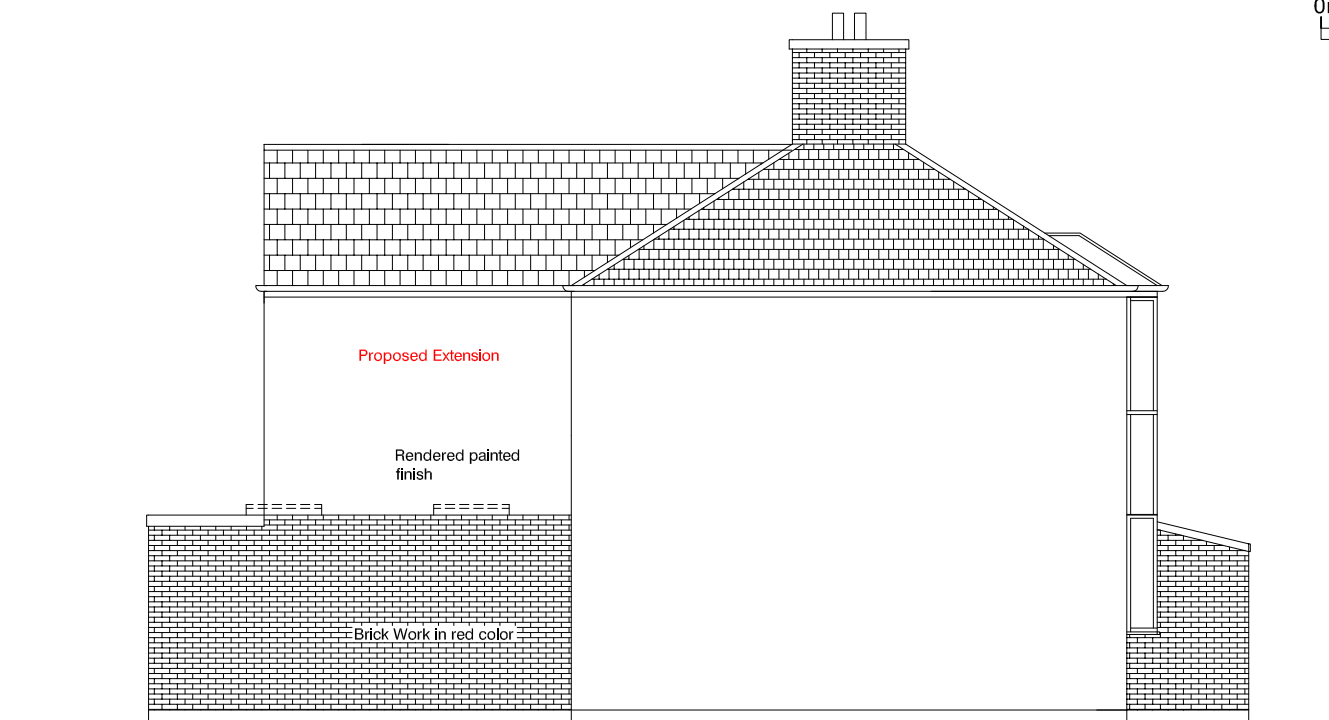 Proposed Extension
Rendered painted
finish
Brick Work in red color